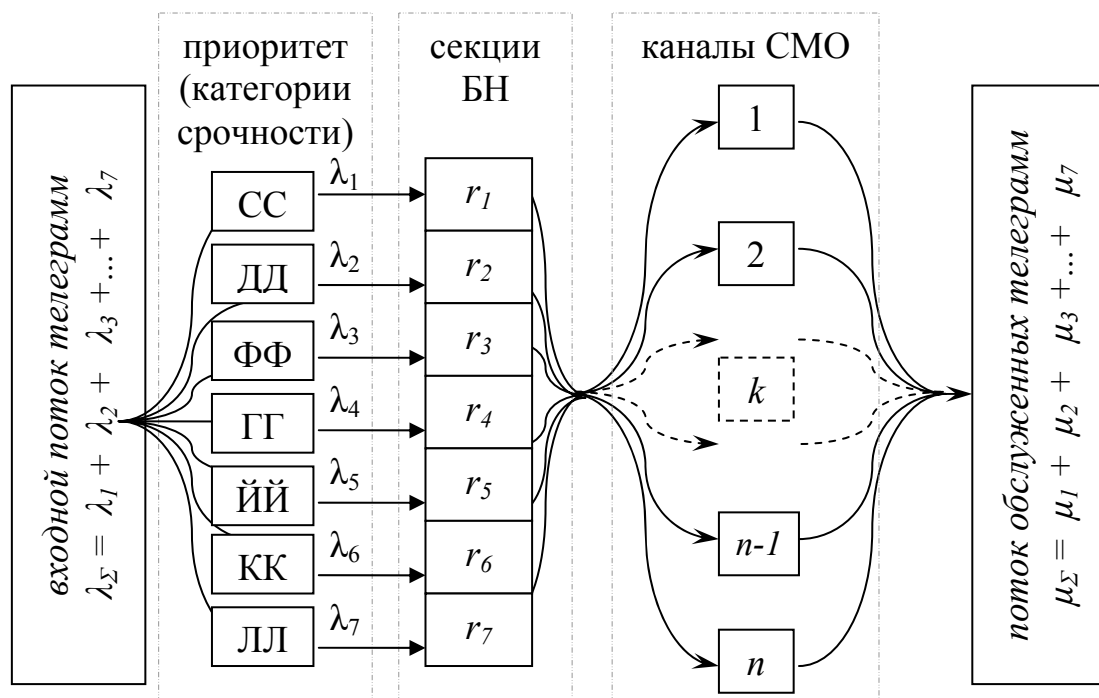 приоритет
(категории
срочности)
секции
БН
каналы СМО
входной поток телеграмм
λΣ = λ1 + λ2 + λ3 +...+ λ7
СС
ДД
ФФ
ГГ
ЙЙ
КК
ЛЛ
λ1
λ2
λ3
λ4
λ5
λ6
λ7
r1
r2
r3
r4
r5
r6
r7
1
2
k
n-1
n
поток обслуженных телеграмм
μΣ = μ1 + μ2 + μ3 +...+ μ7